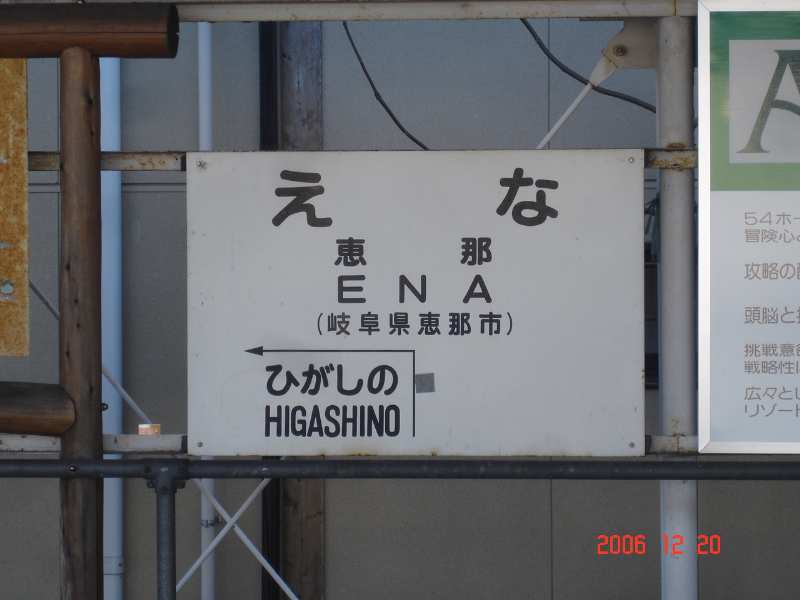 えな
恵那
ENA
(岐阜県恵那市)
ひがしの
HIGASHINO
A
54ホー
冒険心
攻略の
頭脳と
挑戦意
戦略性
広々とし
リゾート
2006 12 20